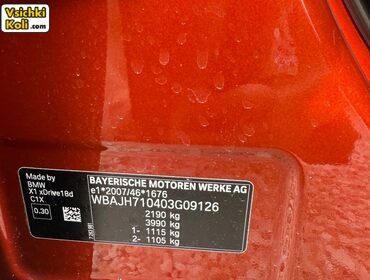 Vsichki
Koli.com
Made by
BMW
X1 xDrive18d
C1X
0.30
BAYERISCHE MOTOREN WERKE AG
e1*2007/46*1676
WBAJH710403G09126
2190 kg
3990 kg
1- 1115 kg
2- 1105 kg